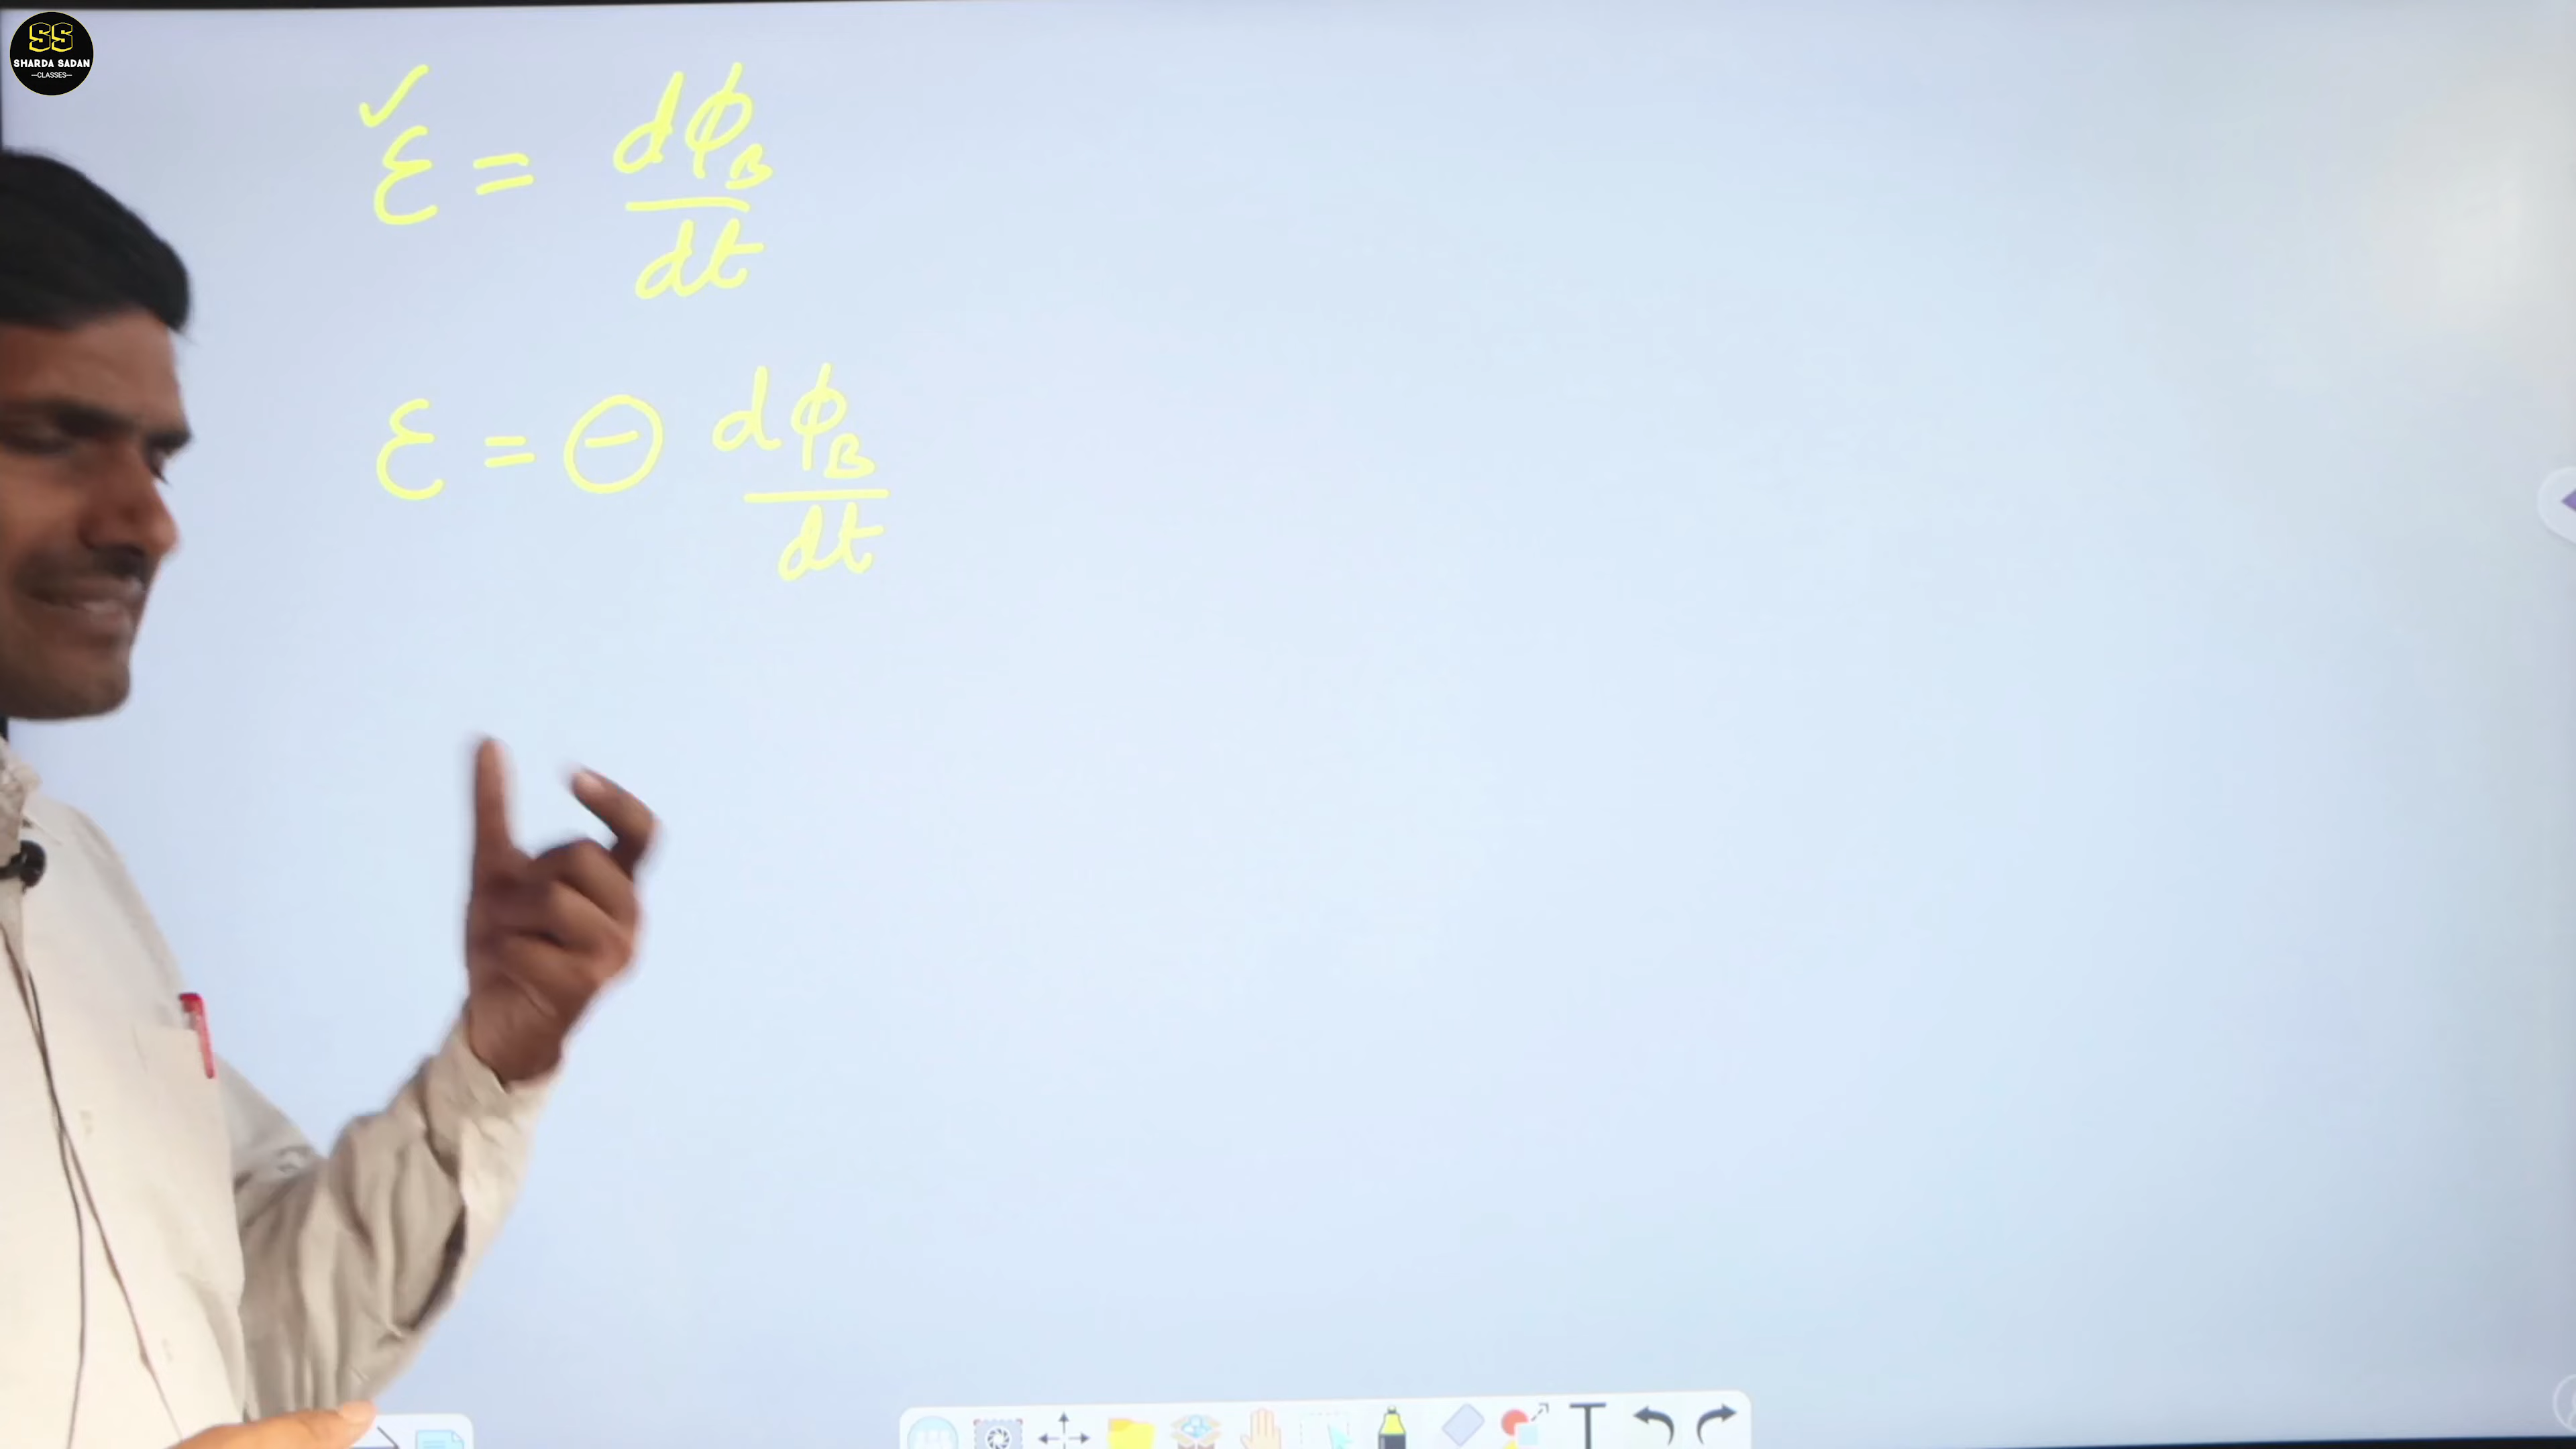 SS
SHARDA SADAN
—CLASSES—
✓
ε = dϕ_B / dt
ε = ⊖ dϕ_B / dt
T